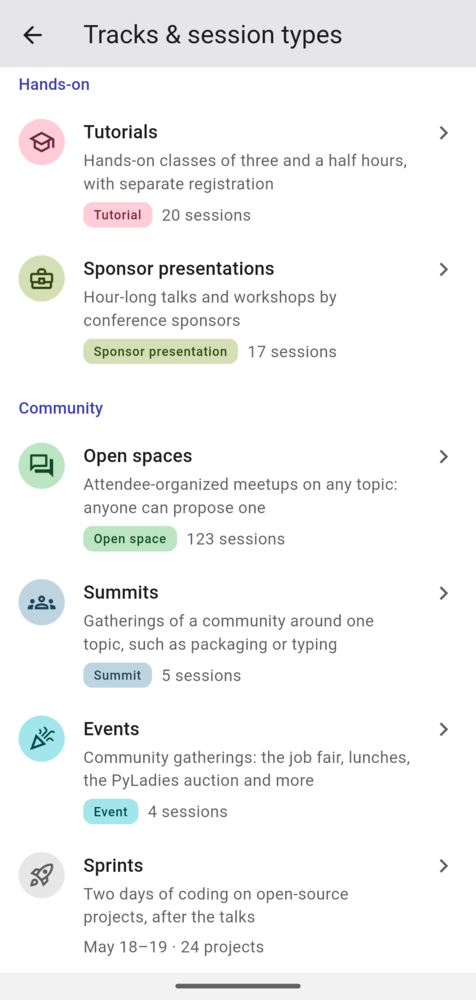 Tracks & session types
Hands-on
Tutorials
Hands-on classes of three and a half hours,
with separate registration
Tutorial 20 sessions
Sponsor presentations
Hour-long talks and workshops by
conference sponsors
Sponsor presentation 17 sessions
Community
Open spaces
Attendee-organized meetups on any topic:
anyone can propose one
Open space 123 sessions
Summits
Gatherings of a community around one
topic, such as packaging or typing
Summit 5 sessions
Events
Community gatherings: the job fair, lunches,
the PyLadies auction and more
Event 4 sessions
Sprints
Two days of coding on open-source
projects, after the talks
May 18–19 · 24 projects